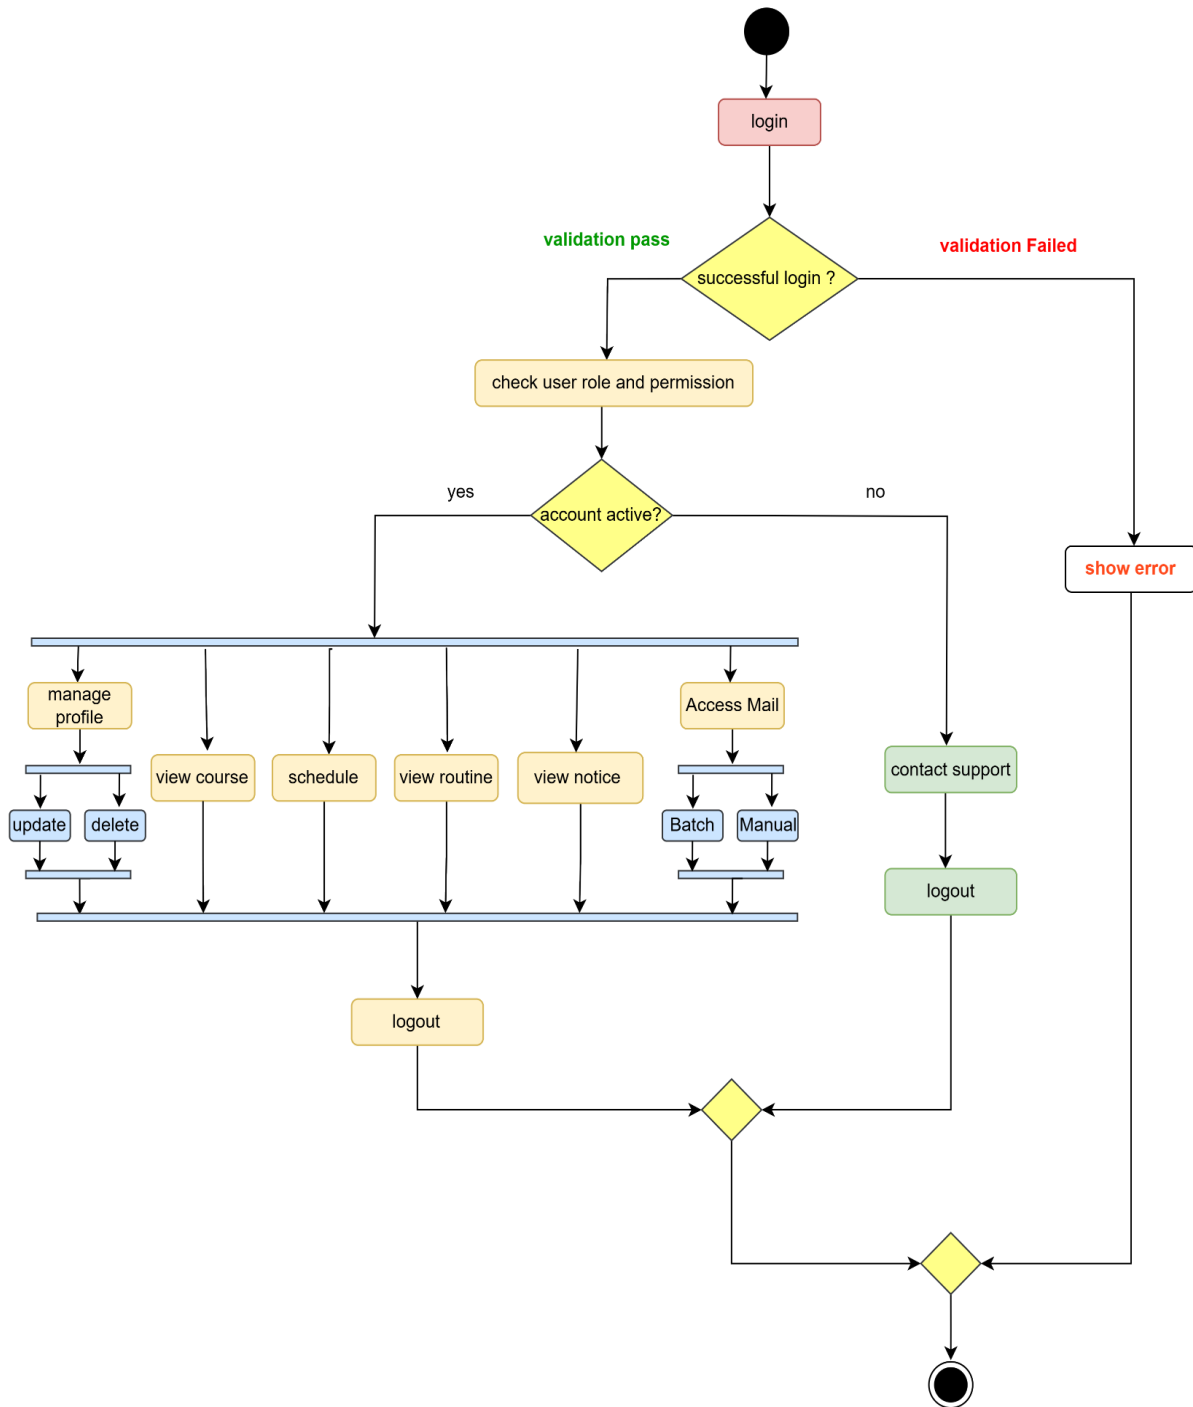 login
validation pass
validation Failed
successful login ?
check user role and permission
yes
no
account active?
show error
manage
profile
Access Mail
view course
schedule
view routine
view notice
contact support
update
delete
Batch
Manual
logout
logout